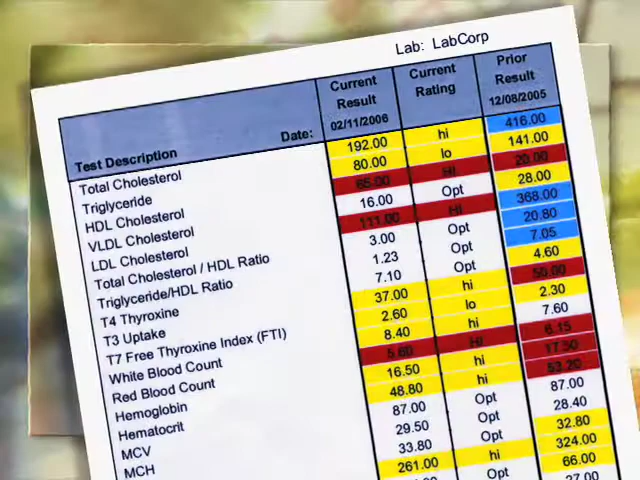 Lab: LabCorp
Test Description Date: Current Result 02/11/2006 Current Rating Prior Result 12/08/2005
Total Cholesterol 192.00 hi 416.00
Triglyceride 80.00 lo 141.00
HDL Cholesterol 65.00 Hi 20.00
VLDL Cholesterol 16.00 Opt 28.00
LDL Cholesterol 111.00 Hi 368.00
Total Cholesterol / HDL Ratio 3.00 Opt 20.80
Triglyceride/HDL Ratio 1.23 Opt 7.05
T4 Thyroxine 7.10 Opt 4.60
T3 Uptake 37.00 hi 50.00
T7 Free Thyroxine Index (FTI) 2.60 lo 2.30
White Blood Count 8.40 hi 7.60
Red Blood Count 5.60 Hi 6.15
Hemoglobin 16.50 hi 17.50
Hematocrit 48.80 hi 53.20
MCV 87.00 Opt 87.00
MCH 29.50 Opt 28.40
33.80 Opt 32.80
261.00 hi 324.00
Opt 66.00